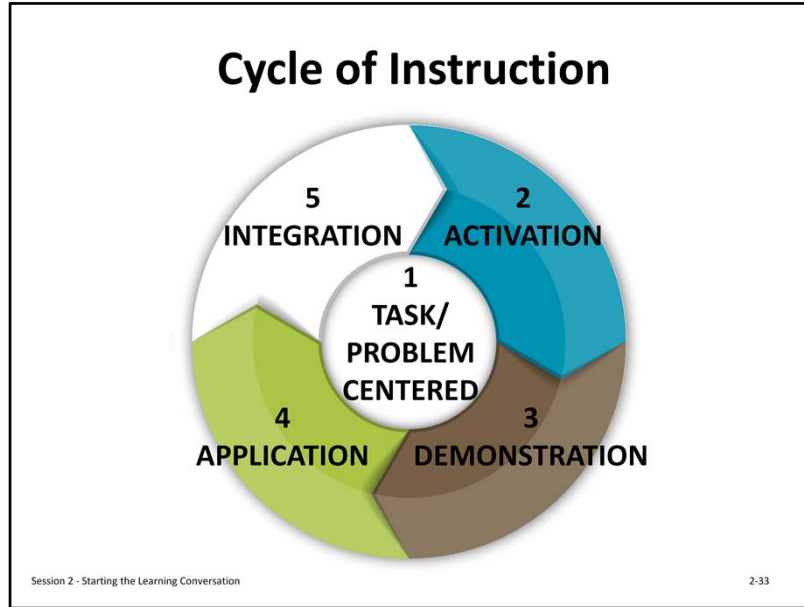 Cycle of Instruction
1
TASK/
PROBLEM
CENTERED
2
ACTIVATION
3
DEMONSTRATION
4
APPLICATION
5
INTEGRATION
Session 2 - Starting the Learning Conversation
2-33